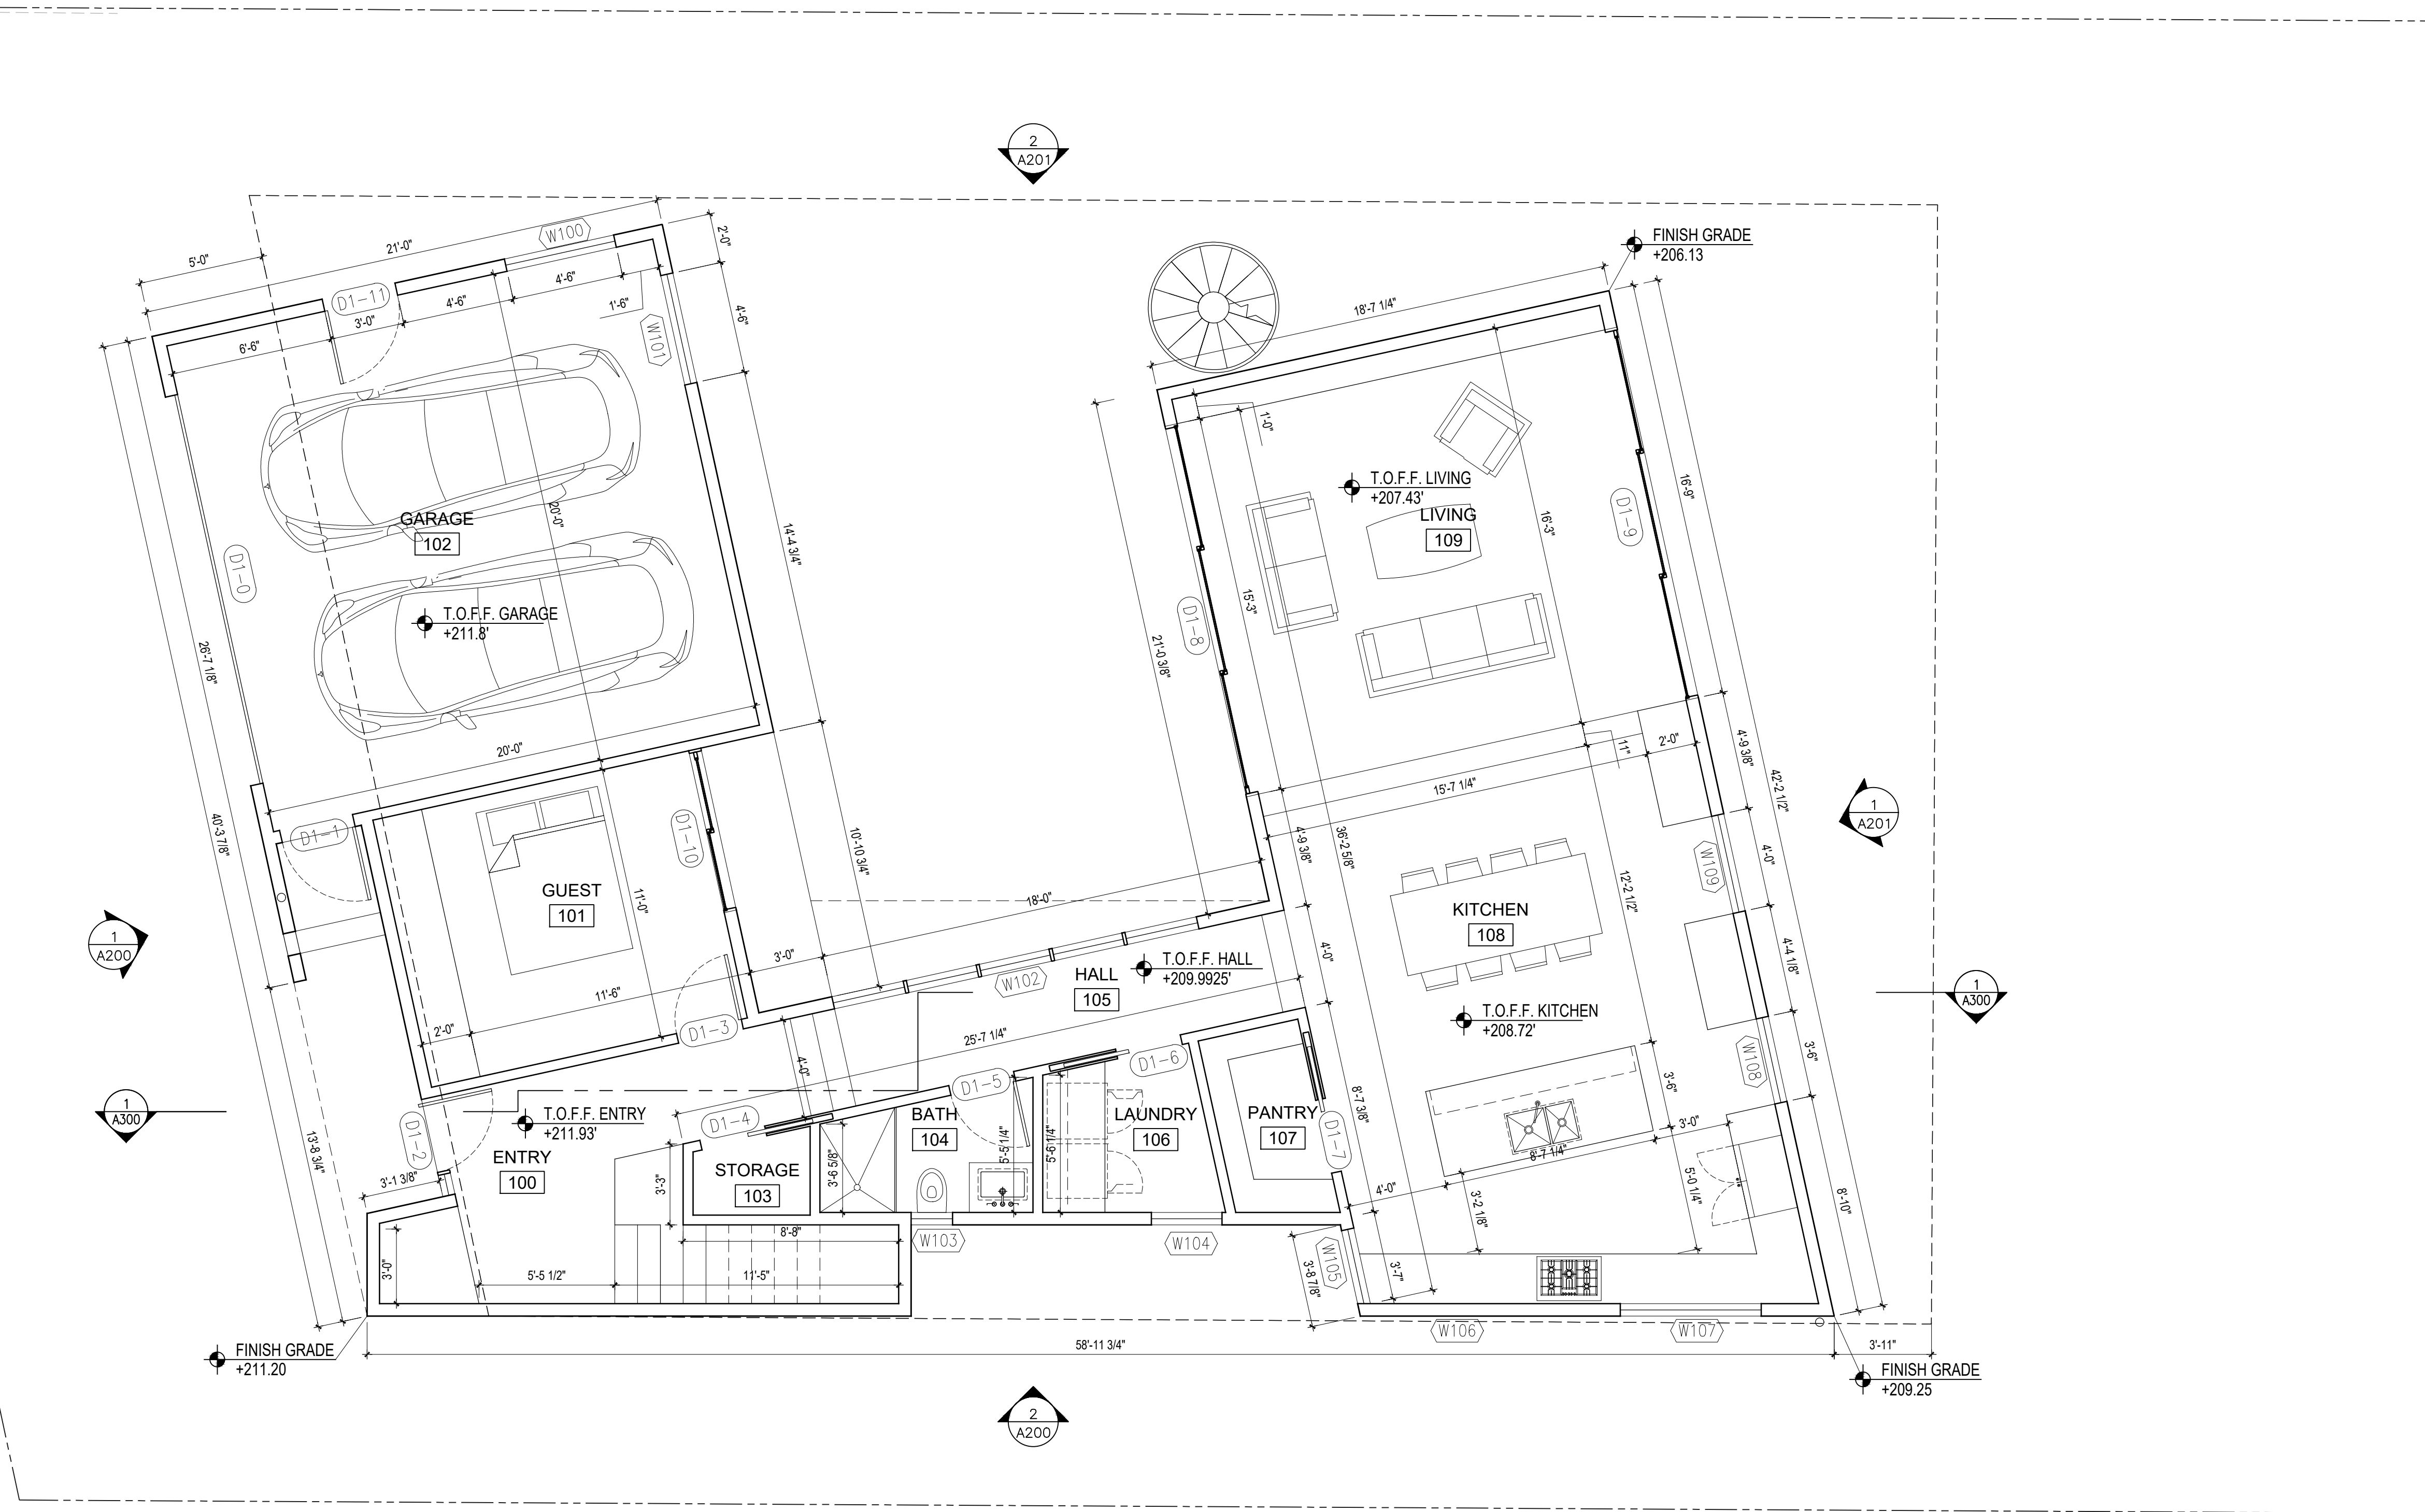 2
A201
FINISH GRADE
+206.13
W100
2'-0"
21'-0"
5'-0"
D1-11
4'-6"
4'-6"
1'-6"
3'-0"
6'-6"
W101
4'-6"
18'-7 1/4"
1'-0"
T.O.F.F. LIVING
+207.43'
LIVING
109
16'-3"
D1-9
16'-9"
GARAGE
102
20'-0"
14'-4 3/4"
D1-0
T.O.F.F. GARAGE
+211.8'
15'-3"
D1-8
21'-0 3/8"
26'-7 1/8"
20'-0"
11"
2'-0"
4'-9 3/8"
42'-2 1/2"
15'-7 1/4"
1
A201
40'-3 7/8"
D1-1
D1-10
10'-10 3/4"
4'-9 3/8"
36'-2 5/8"
W109
4'-0"
GUEST
101
11'-0"
18'-0"
12'-2 1/2"
KITCHEN
108
1
A200
3'-0"
4'-0"
4'-4 1/8"
11'-6"
2'-0"
D1-3
W102
HALL
105
T.O.F.F. HALL
+209.9925'
T.O.F.F. KITCHEN
+208.72'
1
A300
25'-7 1/4"
4'-0"
D1-6
W108
3'-6"
3'-6"
D1-5
8'-7 3/8"
1
A300
T.O.F.F. ENTRY
+211.93'
D1-2
D1-4
BATH
104
LAUNDRY
106
PANTRY
107
D1-7
3'-0"
8'-7 1/4"
5'-5 1/4"
5'-6 1/4"
13'-8 3/4"
ENTRY
100
3'-1 3/8"
STORAGE
103
3'-3"
3'-6 5/8"
4'-0"
3'-2 1/8"
5'-0 1/4"
8'-10"
3'-0"
8'-8"
W103
W104
W105
3'-8 7/8"
3'-7"
5'-5 1/2"
11'-5"
W106
W107
58'-11 3/4"
3'-11"
FINISH GRADE
+211.20
FINISH GRADE
+209.25
2
A200